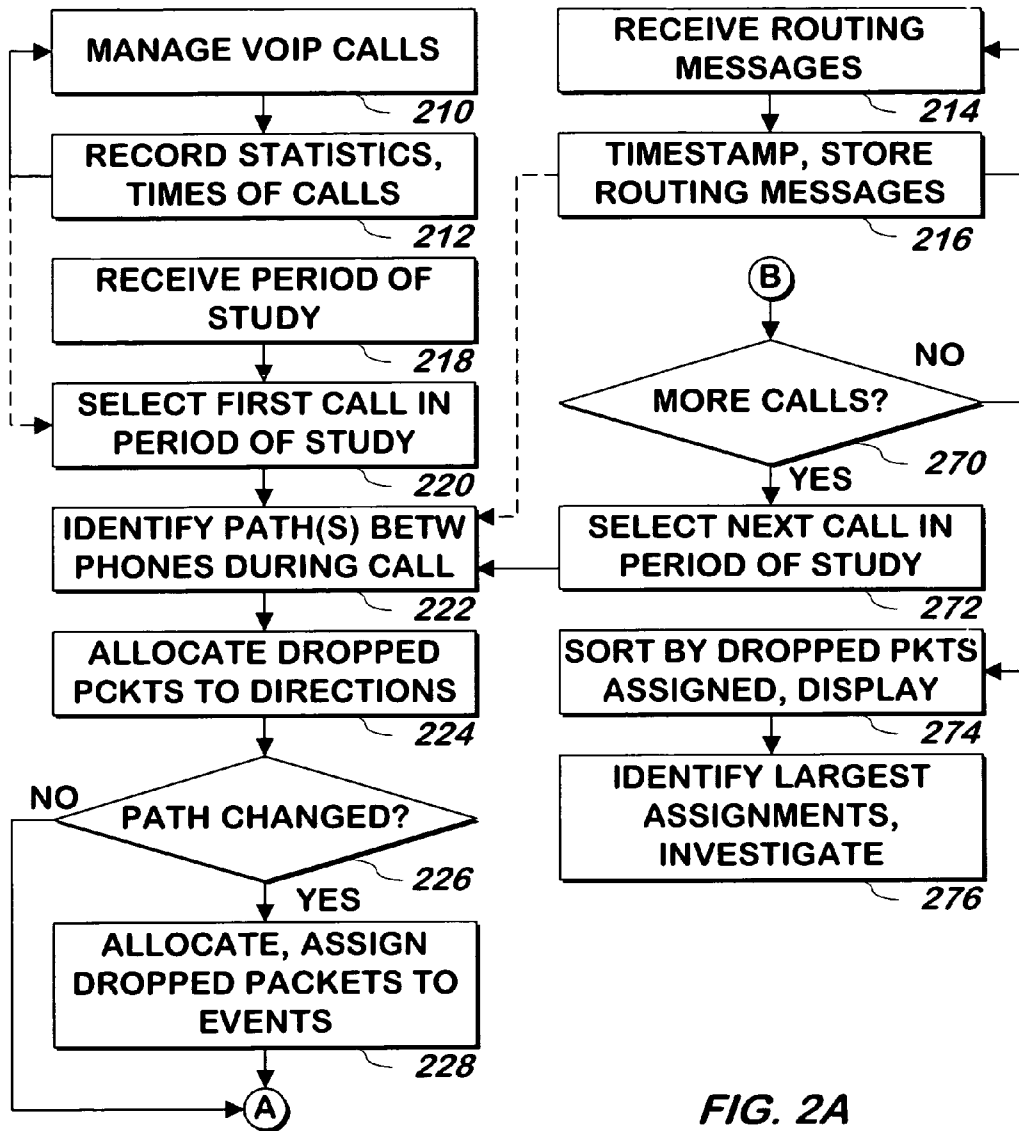 MANAGE VOIP CALLS
210
RECORD STATISTICS,
TIMES OF CALLS
212
RECEIVE PERIOD OF
STUDY
218
SELECT FIRST CALL IN
PERIOD OF STUDY
220
IDENTIFY PATH(S) BETW
PHONES DURING CALL
222
ALLOCATE DROPPED
PCKTS TO DIRECTIONS
224
NO
PATH CHANGED?
226
YES
ALLOCATE, ASSIGN
DROPPED PACKETS TO
EVENTS
228
A
RECEIVE ROUTING
MESSAGES
214
TIMESTAMP, STORE
ROUTING MESSAGES
216
B
NO
MORE CALLS?
270
YES
SELECT NEXT CALL IN
PERIOD OF STUDY
272
SORT BY DROPPED PKTS
ASSIGNED, DISPLAY
274
IDENTIFY LARGEST
ASSIGNMENTS,
INVESTIGATE
276
FIG. 2A